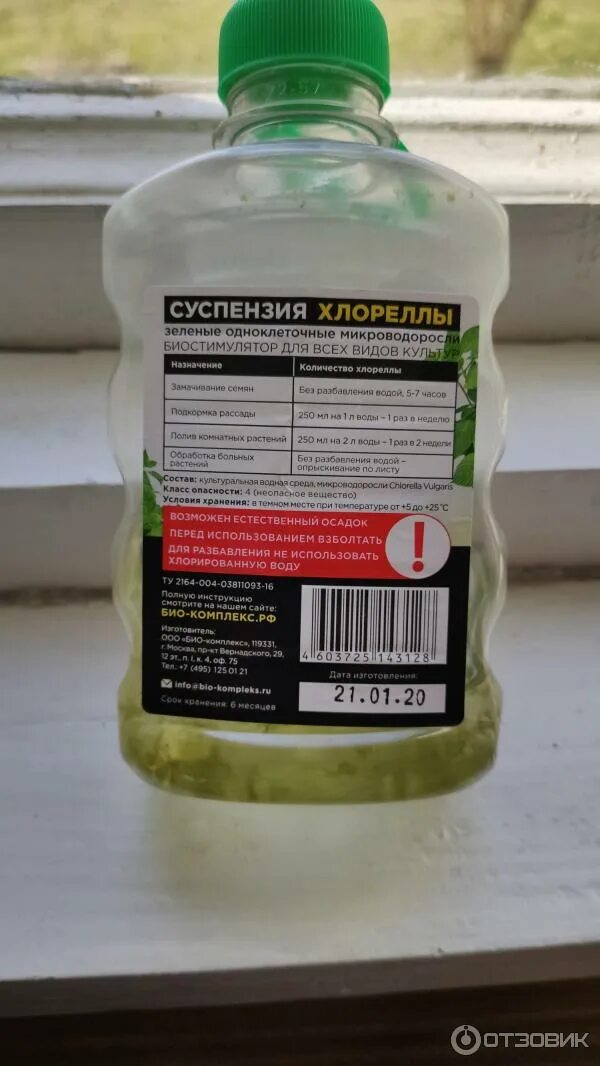 СУСПЕНЗИЯ ХЛОРЕЛЛЫ
зеленые одноклеточные микроводоросли
БИОСТИМУЛЯТОР ДЛЯ ВСЕХ ВИДОВ КУЛЬТУР
Назначение Количество хлореллы
Замачивание семян Без разбавления водой, 5-7 часов
Подкормка рассады 250 мл на 1 л воды – 1 раз в неделю
Полив комнатных растений 250 мл на 2 л воды – 1 раз в 2 недели
Обработка больных Без разбавления водой –
растений опрыскивание по листу
Состав: культуральная водная среда, микроводоросли Chlorella Vulgaris
Класс опасности: 4 (неопасное вещество)
Условия хранения: в темном месте при температуре от +5 до +25 °С
ВОЗМОЖЕН ЕСТЕСТВЕННЫЙ ОСАДОК
ПЕРЕД ИСПОЛЬЗОВАНИЕМ ВЗБОЛТАТЬ
ДЛЯ РАЗБАВЛЕНИЯ НЕ ИСПОЛЬЗОВАТЬ
ХЛОРИРОВАННУЮ ВОДУ
!
ТУ 2164-004-03811093-16
Полную инструкцию
смотрите на нашем сайте:
БИО-КОМПЛЕКС.РФ
Изготовитель:
ООО «БИО-комплекс», 119331,
г. Москва, пр-кт Вернадского, 29,
12 эт., п. I, к. 4, оф. 75
Тел.: +7 (495) 125 01 21
info@bio-kompleks.ru
Срок хранения: 6 месяцев
4 603725 143128
Дата изготовления:
21.01.20
ОТЗОВИК